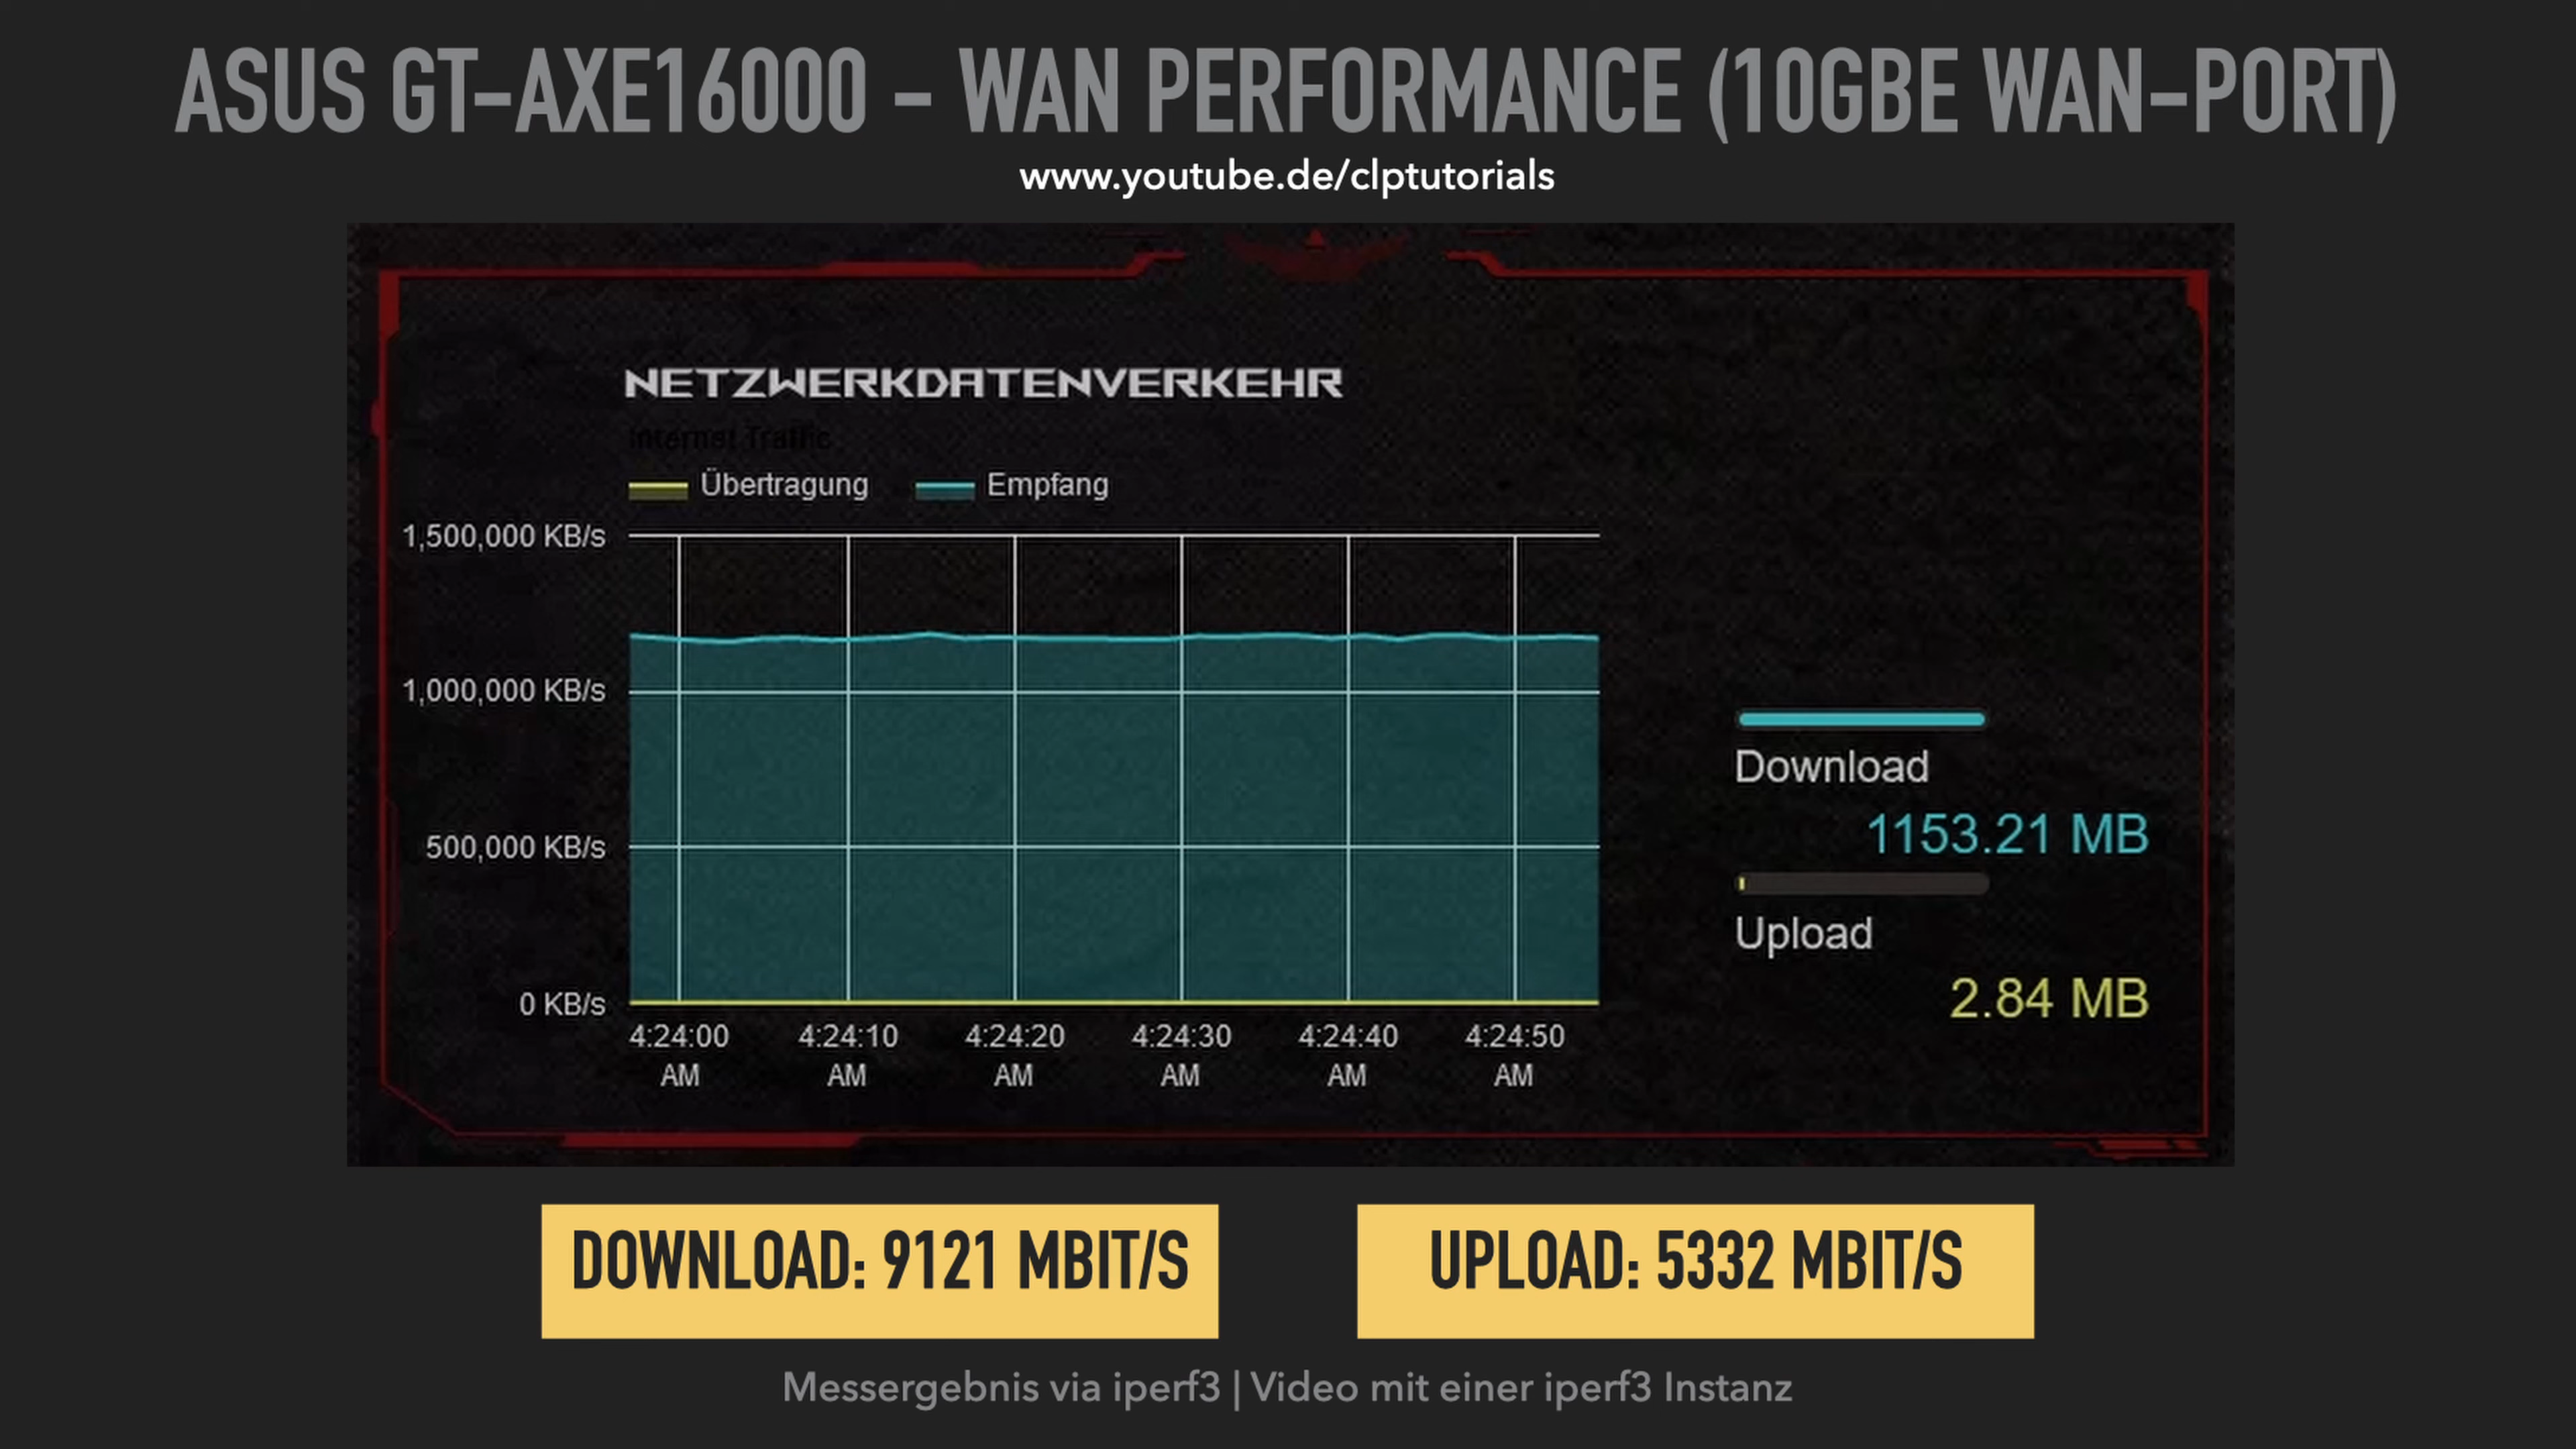 ASUS GT-AXE16000 - WAN PERFORMANCE (10GBE WAN-PORT)
www.youtube.de/clptutorials
NETZWERKDATENVERKEHR
Internet Traffic
Übertragung Empfang
1,500,000 KB/s
1,000,000 KB/s
500,000 KB/s
0 KB/s
4:24:00 AM 4:24:10 AM 4:24:20 AM 4:24:30 AM 4:24:40 AM 4:24:50 AM
Download
1153.21 MB
Upload
2.84 MB
DOWNLOAD: 9121 MBIT/S
UPLOAD: 5332 MBIT/S
Messergebnis via iperf3 | Video mit einer iperf3 Instanz